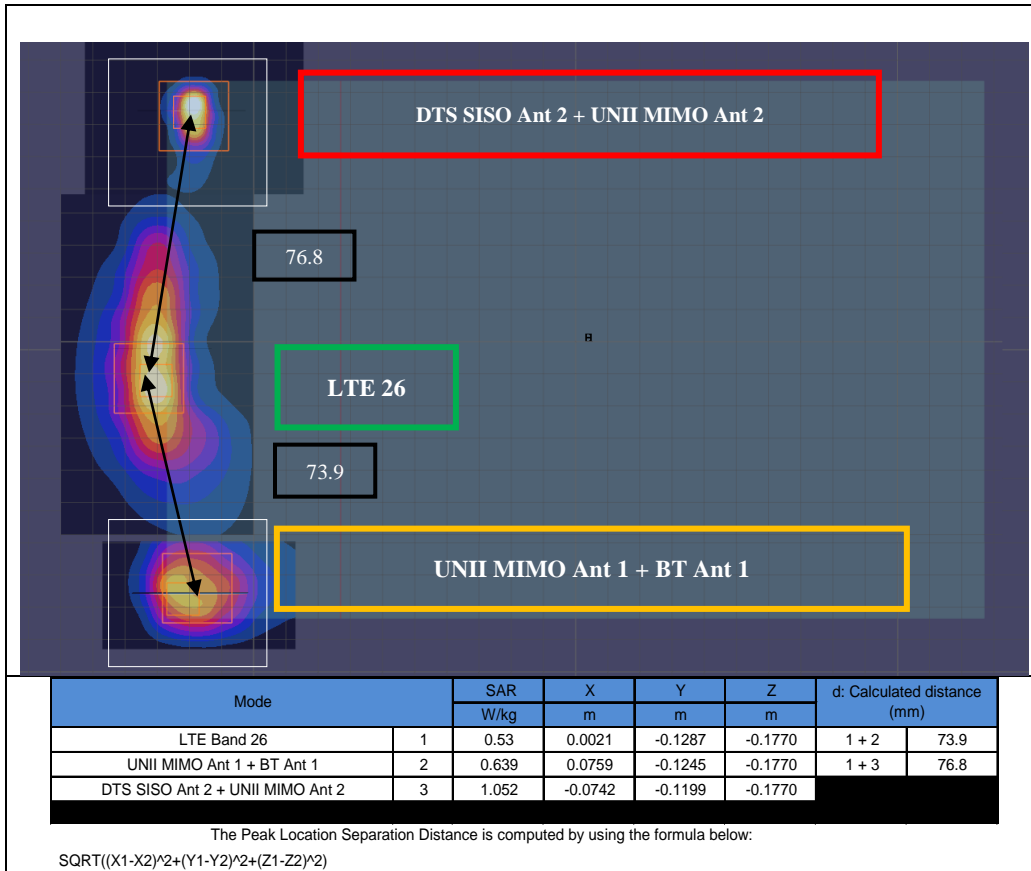 DTS SISO Ant 2 + UNII MIMO Ant 2
76.8
LTE 26
73.9
UNII MIMO Ant 1 + BT Ant 1
Mode SAR X Y Z d: Calculated distance (mm)
W/kg m m m
LTE Band 26 1 0.53 0.0021 -0.1287 -0.1770 1 + 2 73.9
UNII MIMO Ant 1 + BT Ant 1 2 0.639 0.0759 -0.1245 -0.1770 1 + 3 76.8
DTS SISO Ant 2 + UNII MIMO Ant 2 3 1.052 -0.0742 -0.1199 -0.1770
The Peak Location Separation Distance is computed by using the formula below:
SQRT((X1-X2)^2+(Y1-Y2)^2+(Z1-Z2)^2)